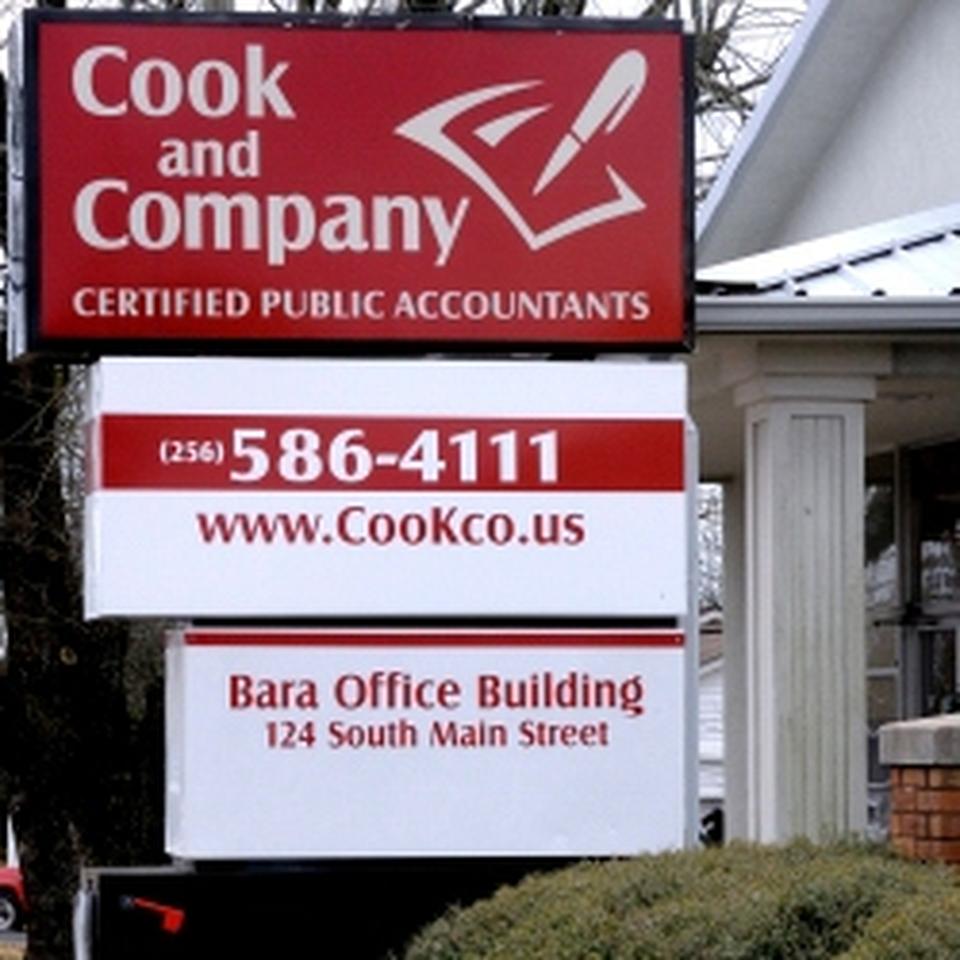 Cook
and
Company
CERTIFIED PUBLIC ACCOUNTANTS
(256) 586-4111
www.CooKco.us
Bara Office Building
124 South Main Street